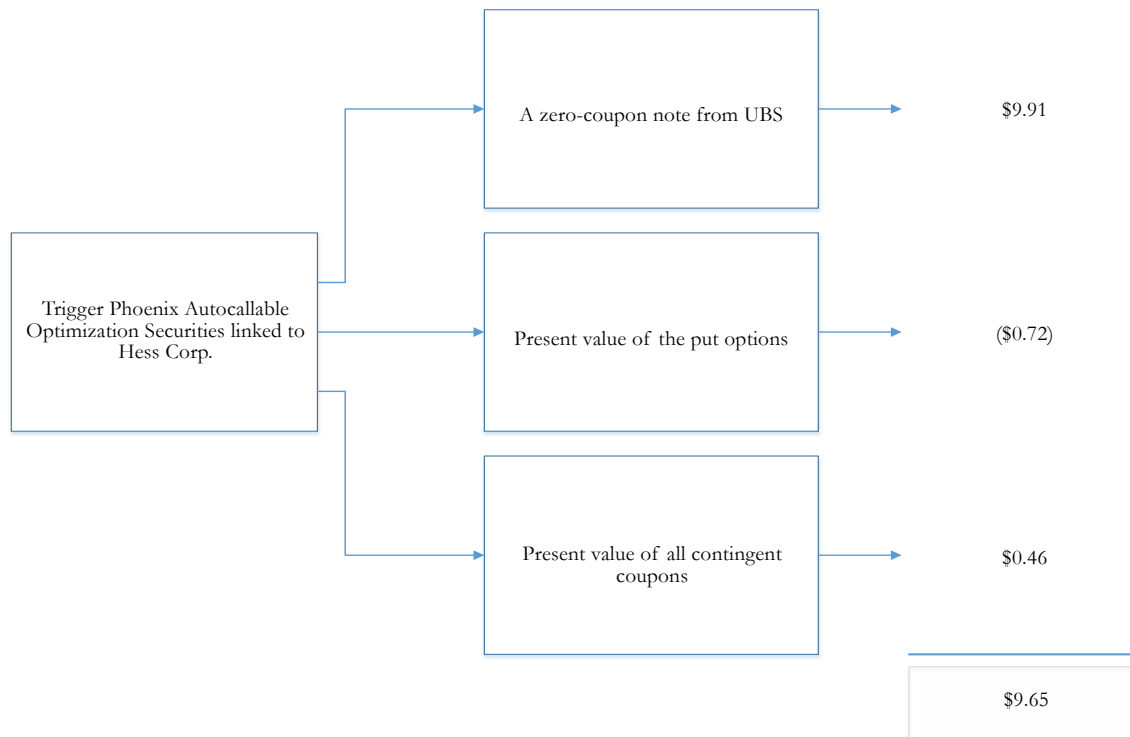 A zero-coupon note from UBS
$9.91
Trigger Phoenix Autocallable
Optimization Securities linked to
Hess Corp.
Present value of the put options
($0.72)
Present value of all contingent
coupons
$0.46
$9.65